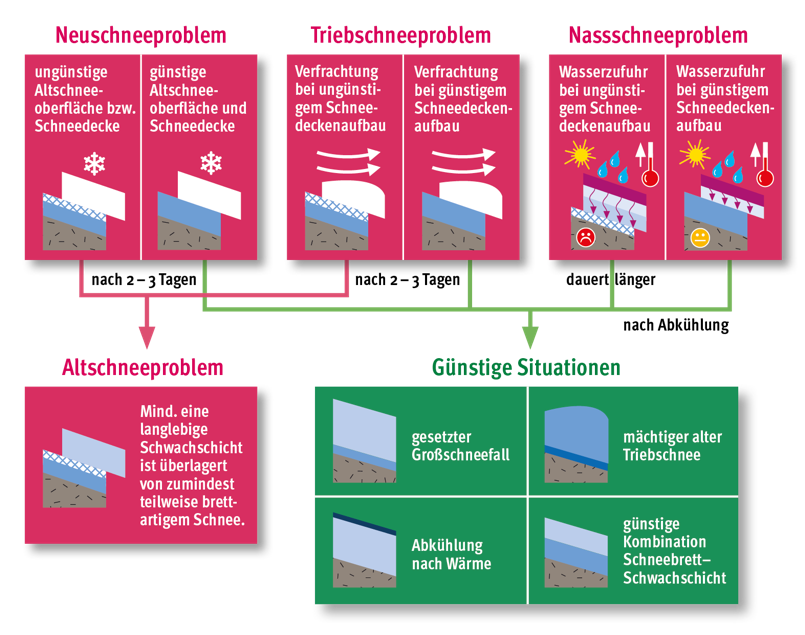 Neuschneeproblem
ungünstige
Altschnee-
oberfläche bzw.
Schneedecke
günstige
Altschnee-
oberfläche und
Schneedecke
Triebschneeproblem
Verfrachtung
bei ungünsti-
gem Schnee-
deckenaufbau
Verfrachtung
bei günstigem
Schneedecken-
aufbau
Nassschneeproblem
Wasserzufuhr
bei ungünsti-
gem Schnee-
deckenaufbau
Wasserzufuhr
bei günstigem
Schneedecken-
aufbau
nach 2 – 3 Tagen
nach 2 – 3 Tagen
dauert länger
nach Abkühlung
Altschneeproblem
Mind. eine
langlebige
Schwachschicht
ist überlagert
von zumindest
teilweise brett-
artigem Schnee.
Günstige Situationen
gesetzter
Großschneefall
mächtiger alter
Triebschnee
Abkühlung
nach Wärme
günstige
Kombination
Schneebrett–
Schwachschicht